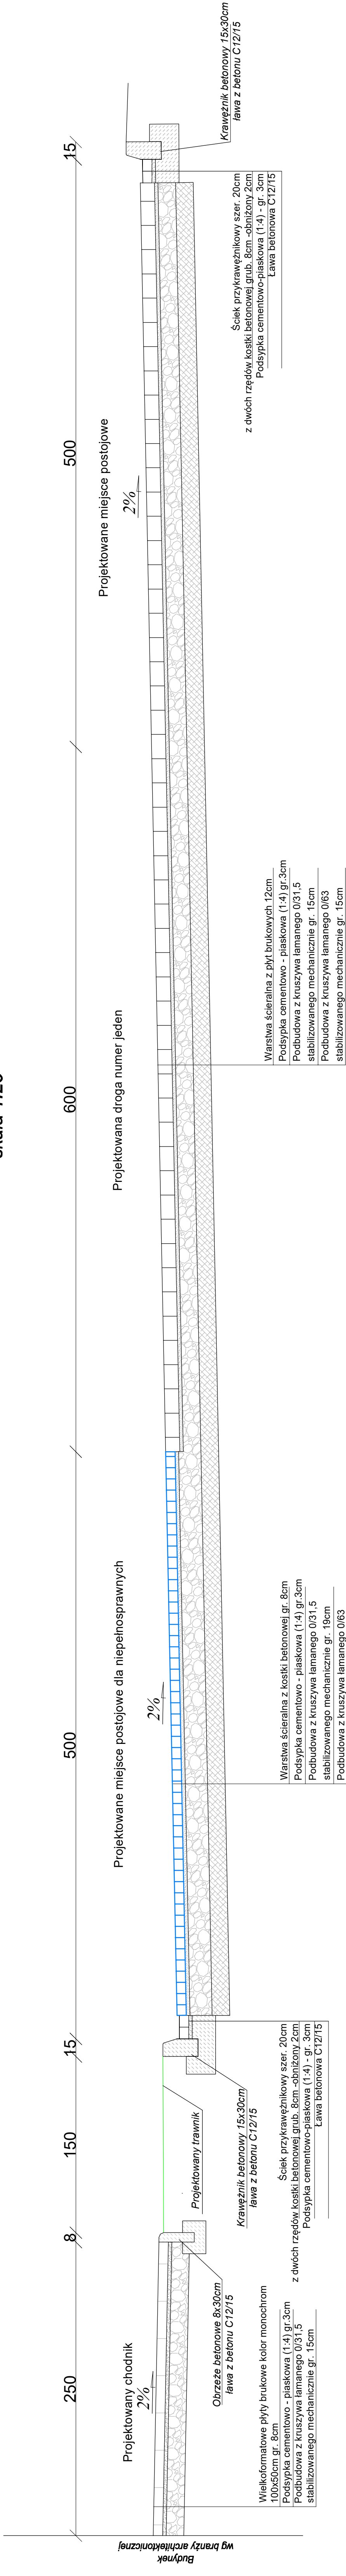 Budynek
wg branży architektonicznej
250
8
150
15
500
600
500
15
Projektowany chodnik
2%
Wielkoformatowe płyty brukowe kolor monochrom
100x50cm gr. 8cm
Podsypka cementowo - piaskowa (1:4) gr.3cm
Podbudowa z kruszywa łamanego 0/31,5
stabilizowanego mechanicznie gr. 15cm
Obrzeże betonowe 8x30cm
ława z betonu C12/15
Projektowany trawnik
Krawężnik betonowy 15x30cm
ława z betonu C12/15
Ściek przykrawężnikowy szer. 20cm
z dwóch rzędów kostki betonowej grub. 8cm -obniżony 2cm
Podsypka cementowo-piaskowa (1:4) - gr. 3cm
Ława betonowa C12/15
Projektowane miejsce postojowe dla niepełnosprawnych
2%
Warstwa ścieralna z kostki betonowej gr. 8cm
Podsypka cementowo - piaskowa (1:4) gr.3cm
Podbudowa z kruszywa łamanego 0/31,5
stabilizowanego mechanicznie gr. 19cm
Podbudowa z kruszywa łamanego 0/63
Projektowana droga numer jeden
Warstwa ścieralna z płyt brukowych 12cm
Podsypka cementowo - piaskowa (1:4) gr.3cm
Podbudowa z kruszywa łamanego 0/31,5
stabilizowanego mechanicznie gr. 15cm
Podbudowa z kruszywa łamanego 0/63
stabilizowanego mechanicznie gr. 15cm
Projektowane miejsce postojowe
2%
Ściek przykrawężnikowy szer. 20cm
z dwóch rzędów kostki betonowej grub. 8cm -obniżony 2cm
Podsypka cementowo-piaskowa (1:4) - gr. 3cm
Ława betonowa C12/15
Krawężnik betonowy 15x30cm
ława z betonu C12/15